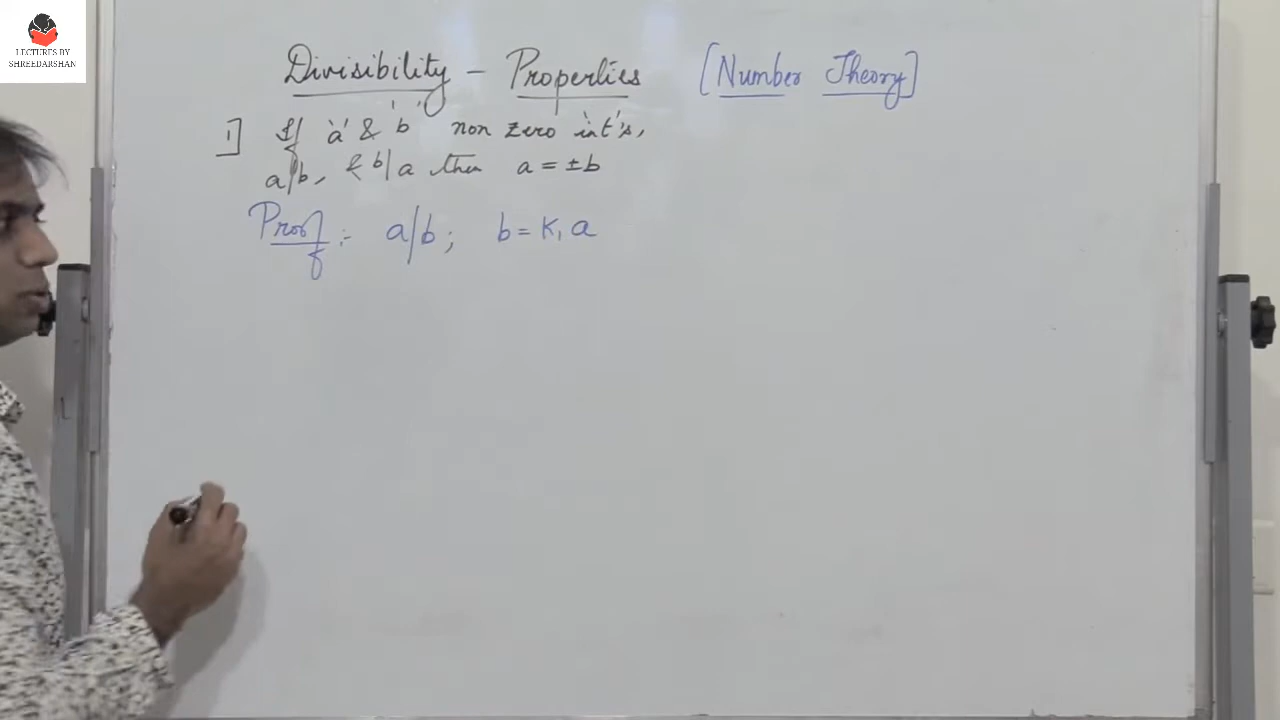 LECTURES BY
SHREEDARSHAN
Divisibility - Properties [Number Theory]
1] If 'a' & 'b' non zero int's,
a/b, & b/a then a = ±b
Proof :- a/b ; b = K₁ a